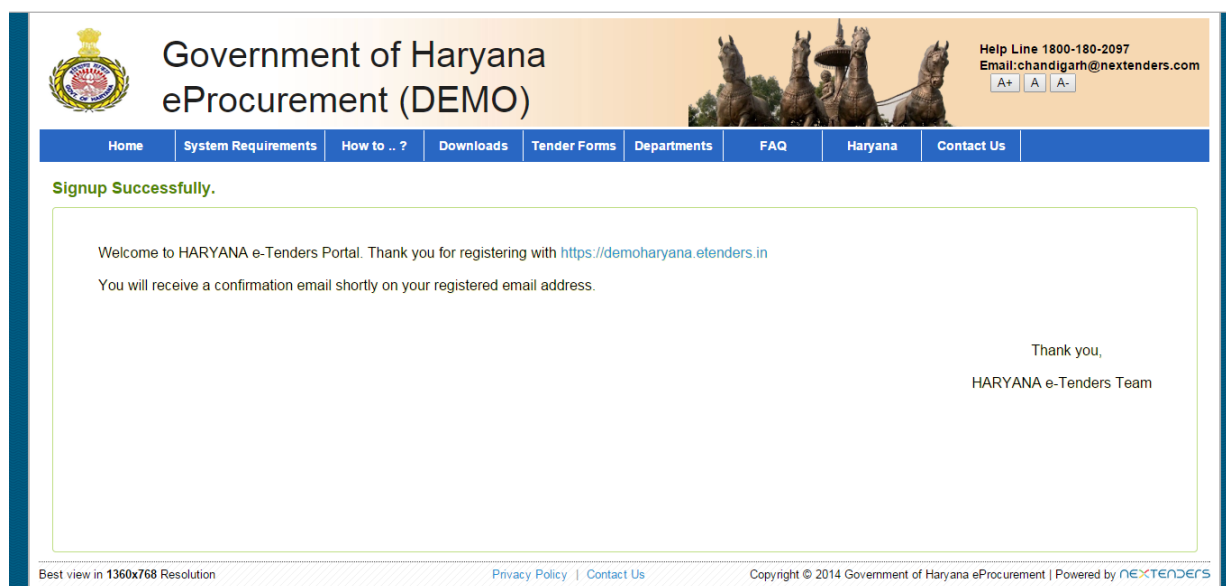 Government of Haryana
eProcurement (DEMO)
Help Line 1800-180-2097
Email:chandigarh@nextenders.com
A+ A A-
Home System Requirements How to .. ? Downloads Tender Forms Departments FAQ Haryana Contact Us
Signup Successfully.
Welcome to HARYANA e-Tenders Portal. Thank you for registering with https://demoharyana.etenders.in
You will receive a confirmation email shortly on your registered email address.
Thank you,
HARYANA e-Tenders Team
Best view in 1360x768 Resolution Privacy Policy | Contact Us Copyright © 2014 Government of Haryana eProcurement | Powered by NEXTENDERS